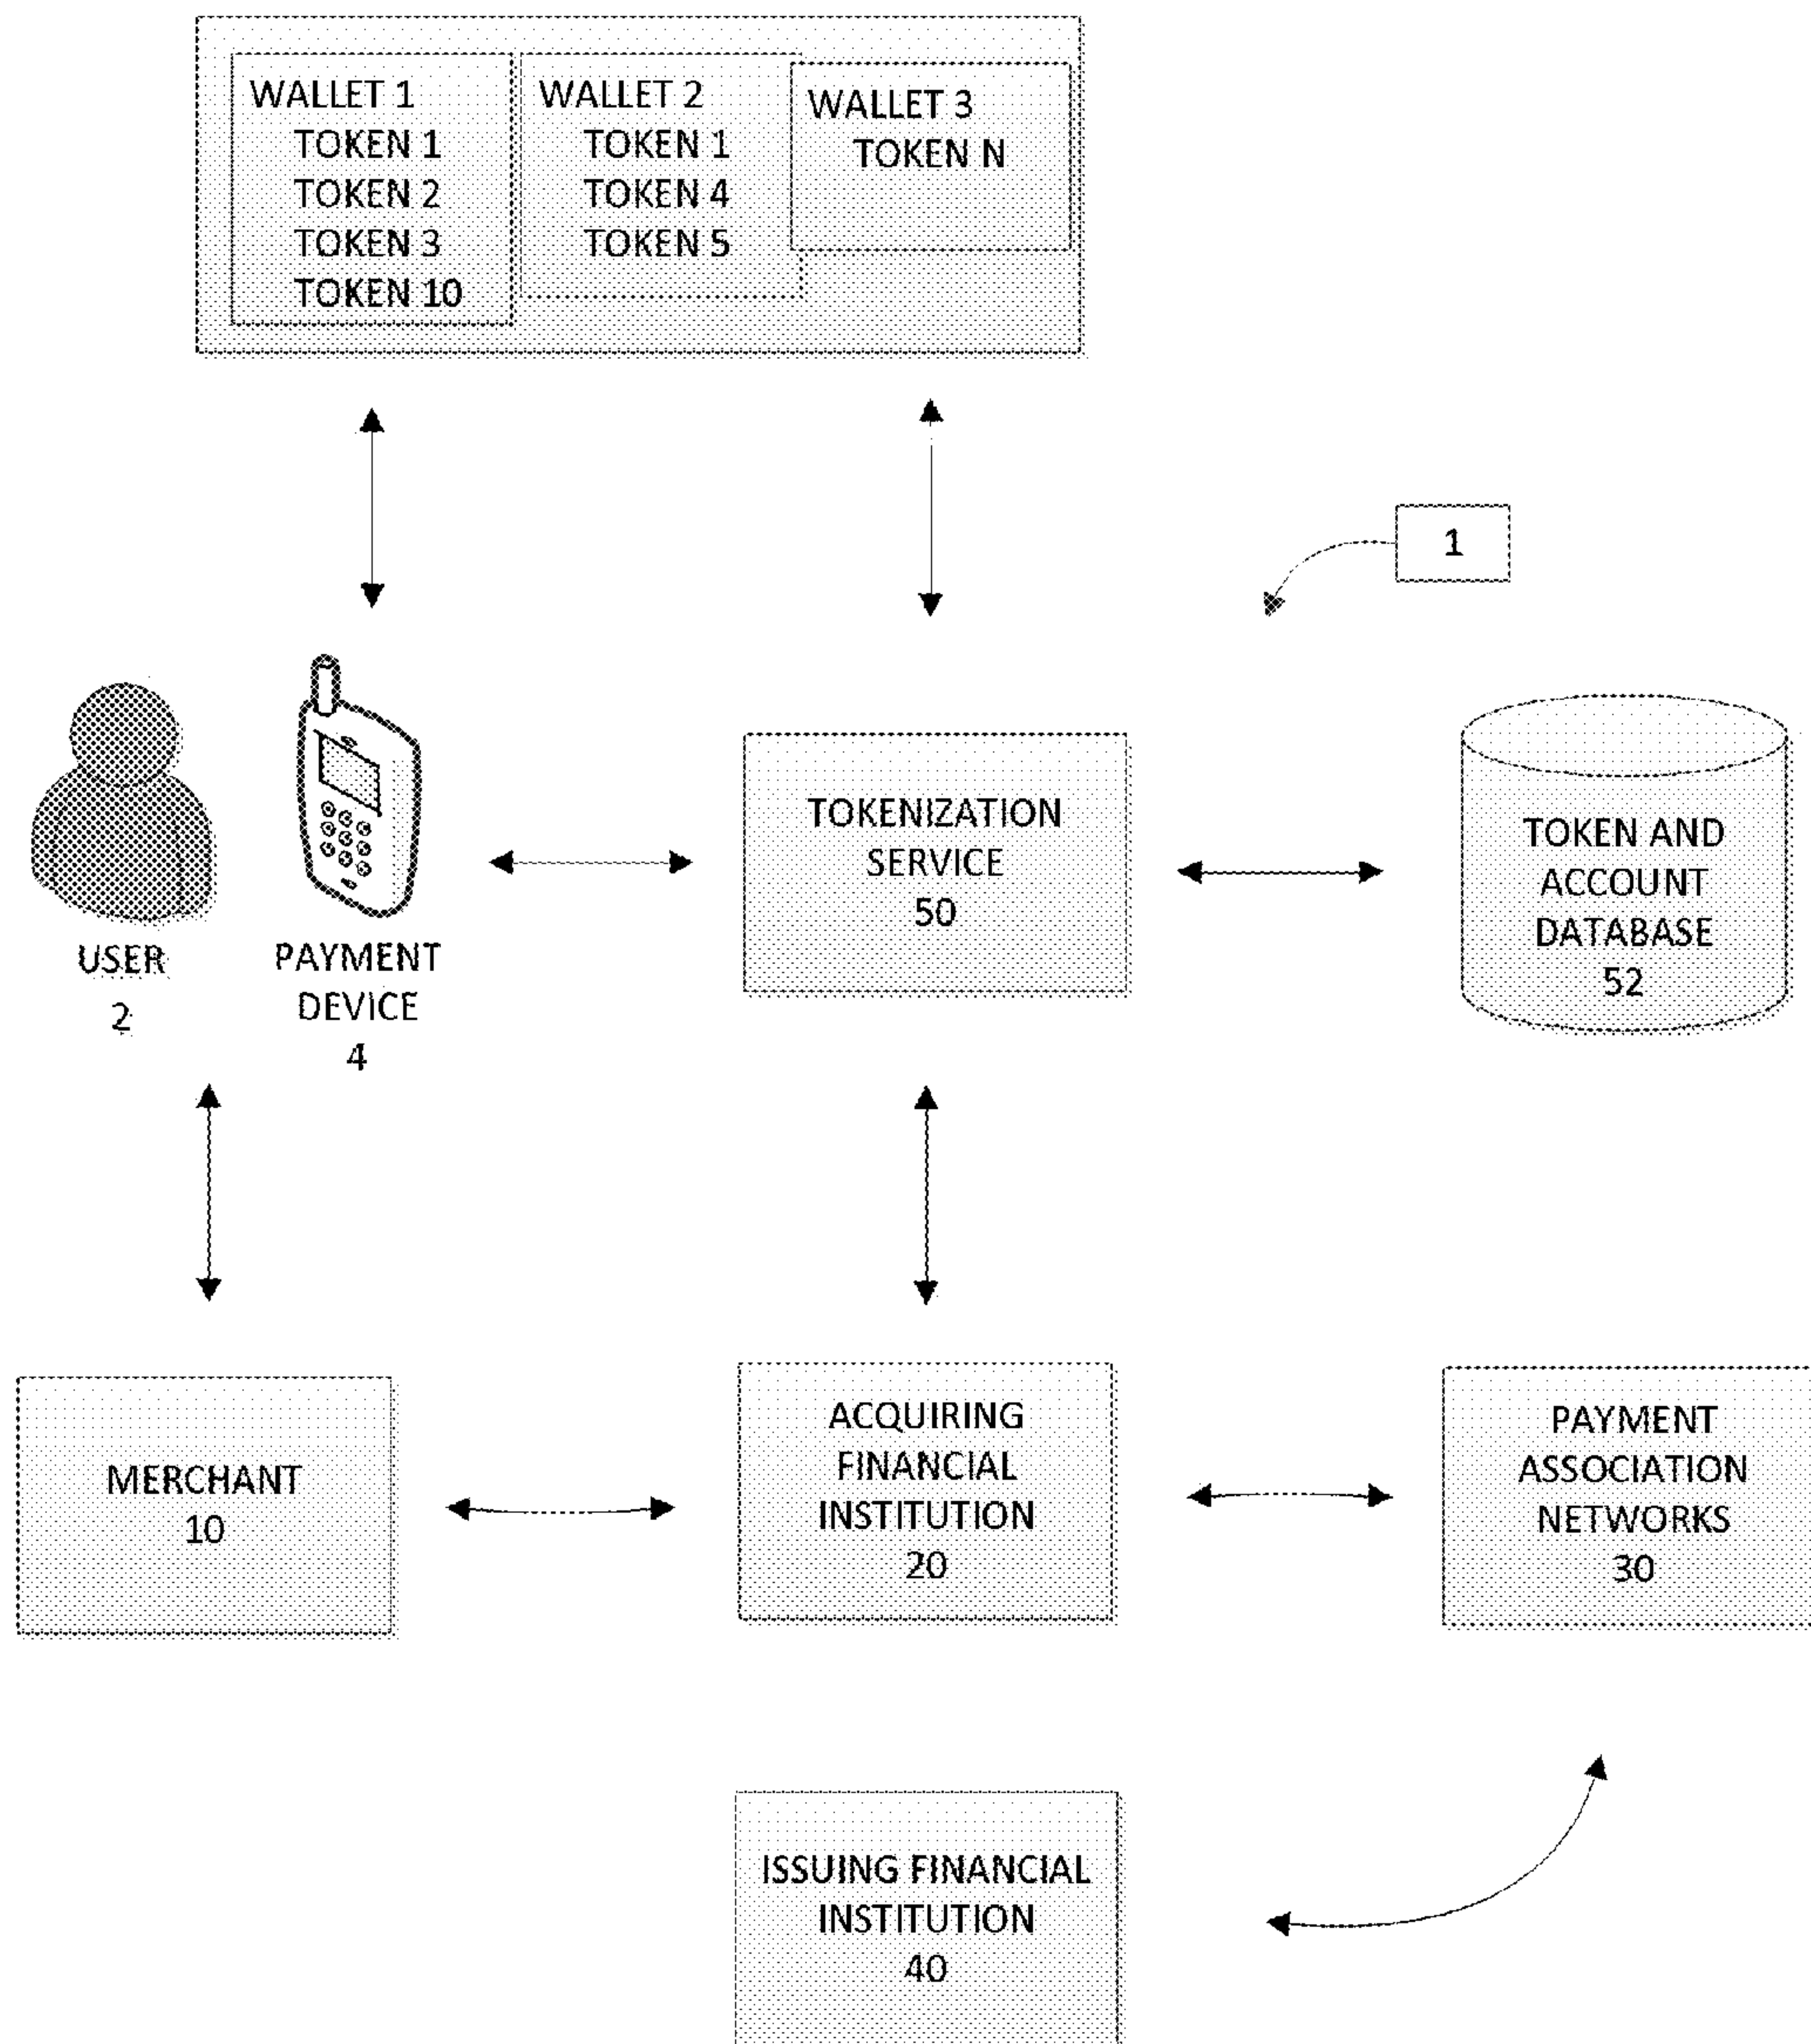 WALLET 1
TOKEN 1
TOKEN 2
TOKEN 3
TOKEN 10
WALLET 2
TOKEN 1
TOKEN 4
TOKEN 5
WALLET 3
TOKEN N
1
USER
2
PAYMENT
DEVICE
4
TOKENIZATION
SERVICE
50
TOKEN AND
ACCOUNT
DATABASE
52
MERCHANT
10
ACQUIRING
FINANCIAL
INSTITUTION
20
PAYMENT
ASSOCIATION
NETWORKS
30
ISSUING FINANCIAL
INSTITUTION
40